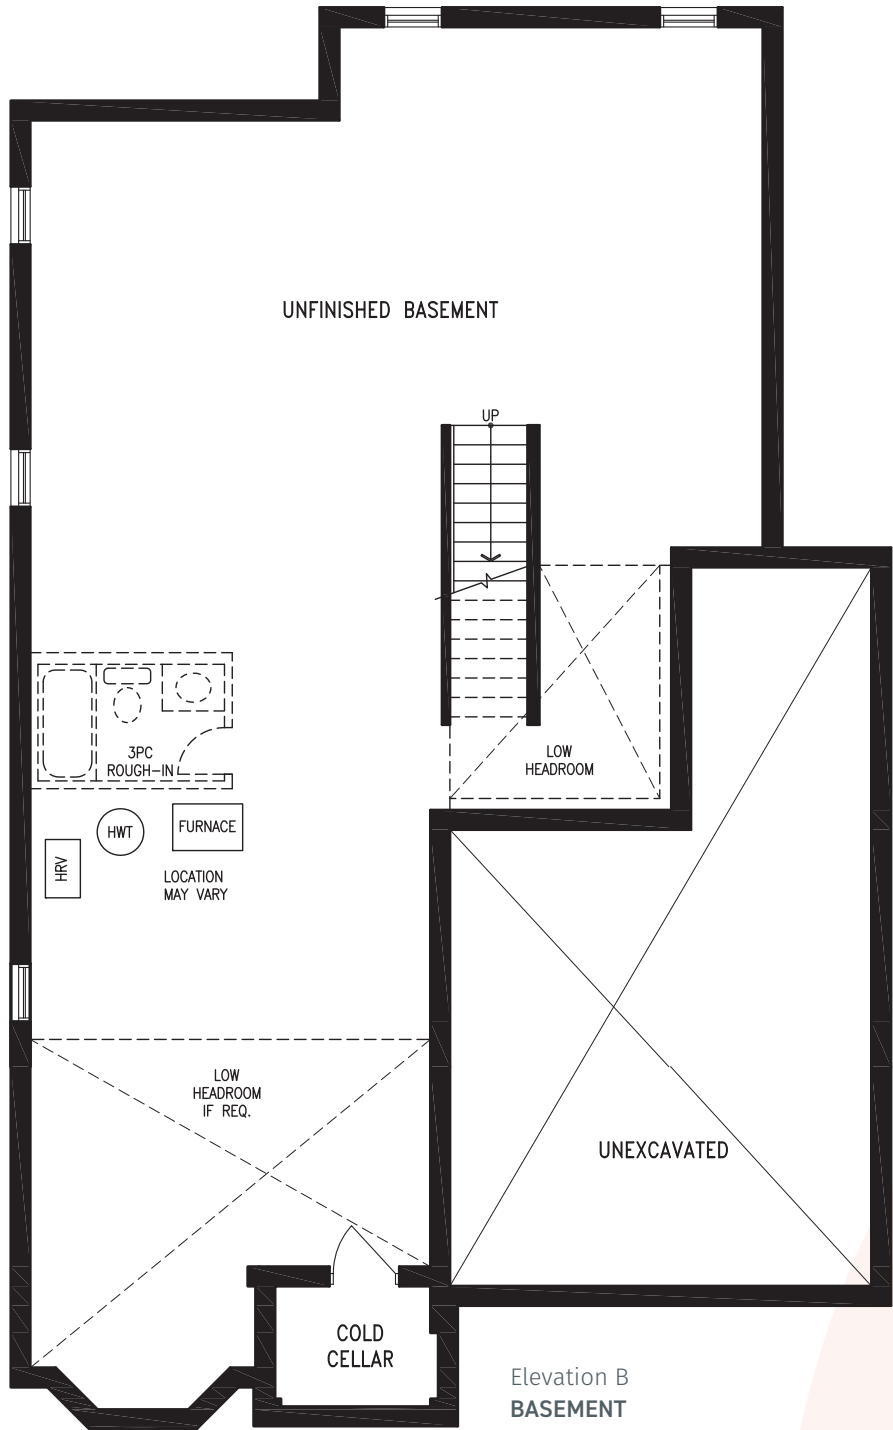 UNFINISHED BASEMENT
UP
3PC
ROUGH-IN
LOW
HEADROOM
HWT
FURNACE
HRV
LOCATION
MAY VARY
LOW
HEADROOM
IF REQ.
UNEXCAVATED
COLD
CELLAR
Elevation B
BASEMENT